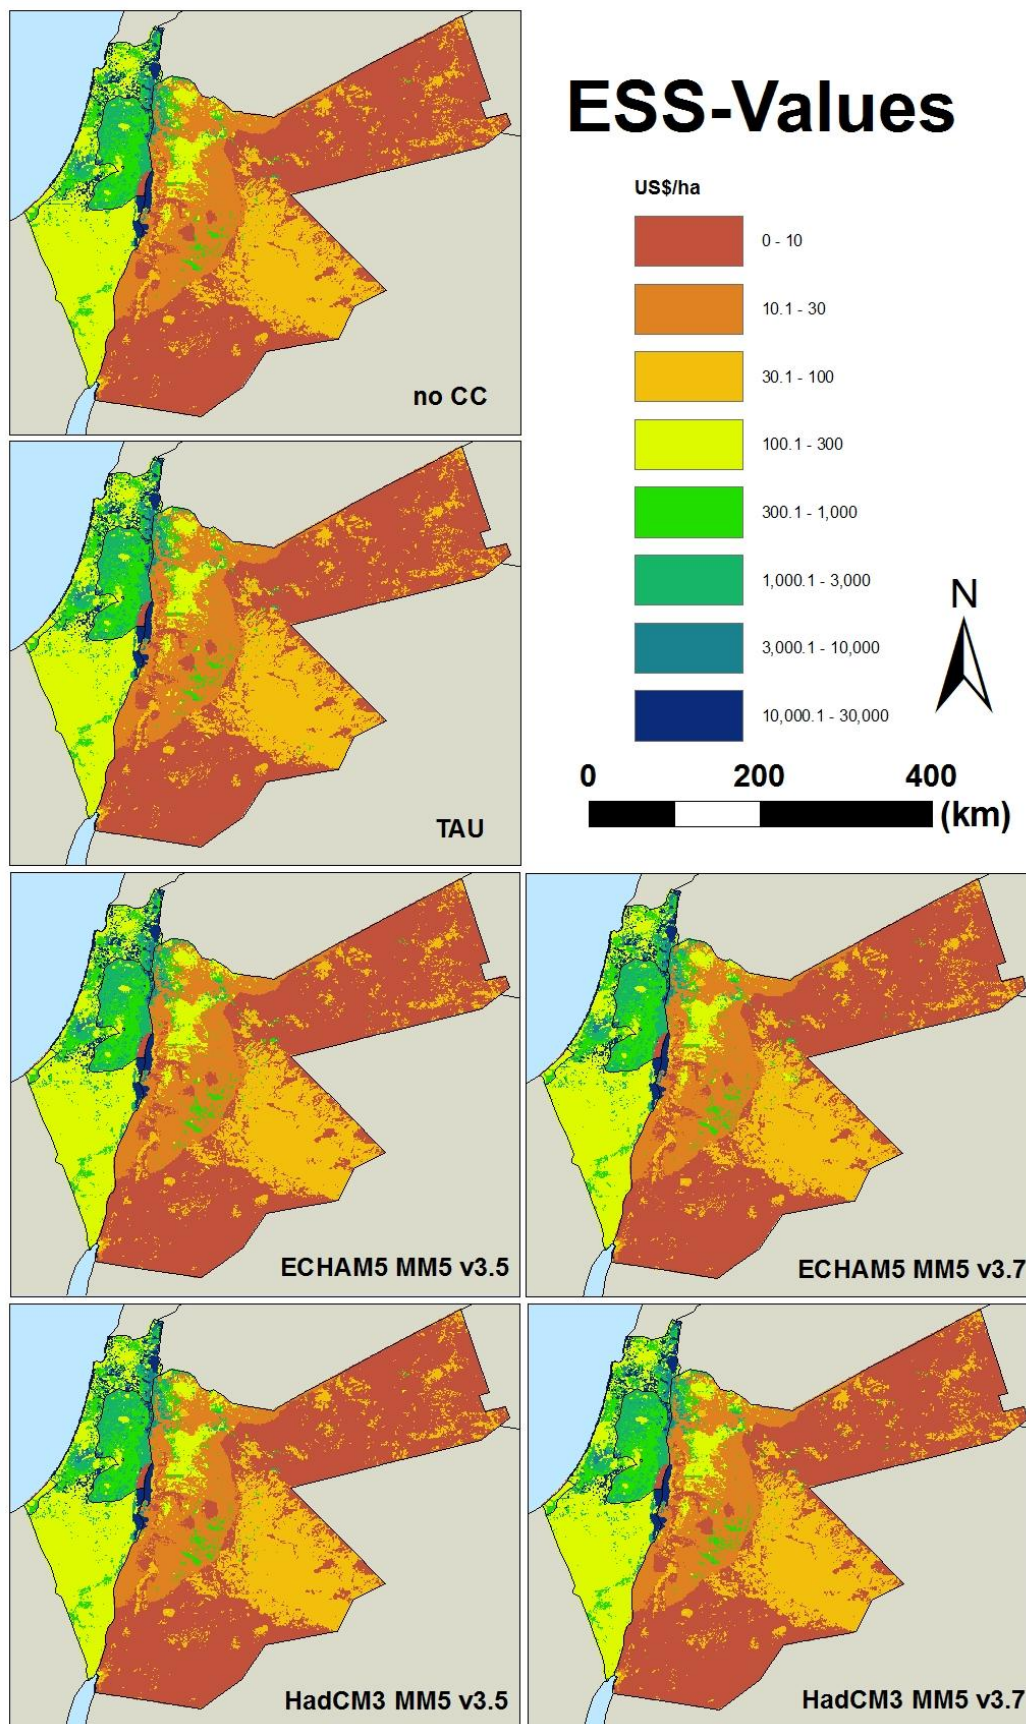 ESS-Values
US$/ha
0 - 10
10.1 - 30
30.1 - 100
100.1 - 300
300.1 - 1,000
1,000.1 - 3,000
3,000.1 - 10,000
10,000.1 - 30,000
N
0 200 400
(km)
no CC
TAU
ECHAM5 MM5 v3.5
ECHAM5 MM5 v3.7
HadCM3 MM5 v3.5
HadCM3 MM5 v3.7